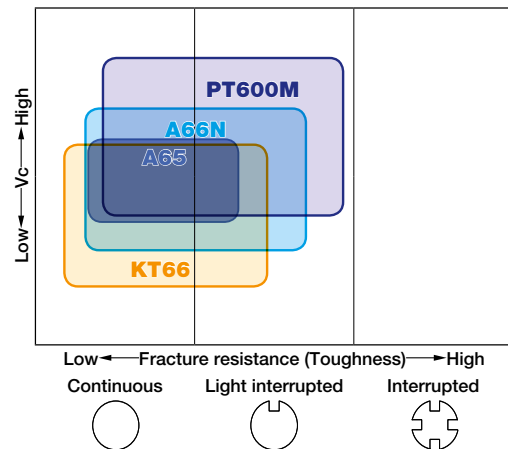 PT600M
A66N
A65
KT66
Low Vc High
Low Fracture resistance (Toughness) High
Continuous Light interrupted Interrupted